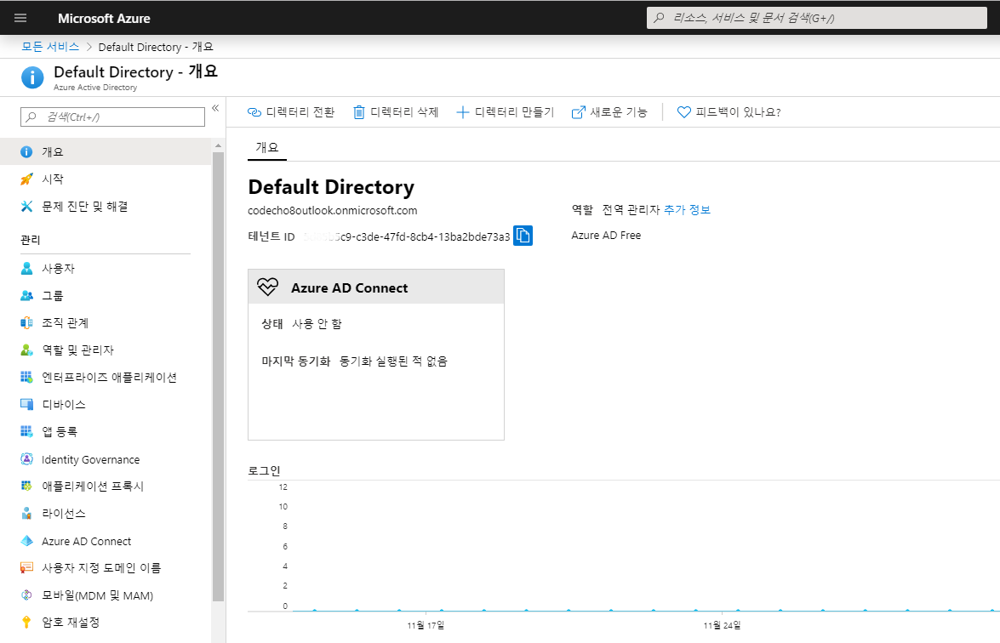 Microsoft Azure
리소스, 서비스 및 문서 검색(G+/)
모든 서비스 > Default Directory - 개요
Default Directory - 개요
Azure Active Directory
검색(Ctrl+/)
«
개요
시작
문제 진단 및 해결
관리
사용자
그룹
조직 관계
역할 및 관리자
엔터프라이즈 애플리케이션
디바이스
앱 등록
Identity Governance
애플리케이션 프록시
라이선스
Azure AD Connect
사용자 지정 도메인 이름
모바일(MDM 및 MAM)
암호 재설정
디렉터리 전환
디렉터리 삭제
디렉터리 만들기
새로운 기능
피드백이 있나요?
개요
Default Directory
codecho8outlook.onmicrosoft.com
역할 전역 관리자 추가 정보
테넌트 ID c9-c3de-47fd-8cb4-13ba2bde73a3
Azure AD Free
Azure AD Connect
상태 사용 안 함
마지막 동기화 동기화 실행된 적 없음
로그인
12
10
8
6
4
2
0
11월 17일
11월 24일